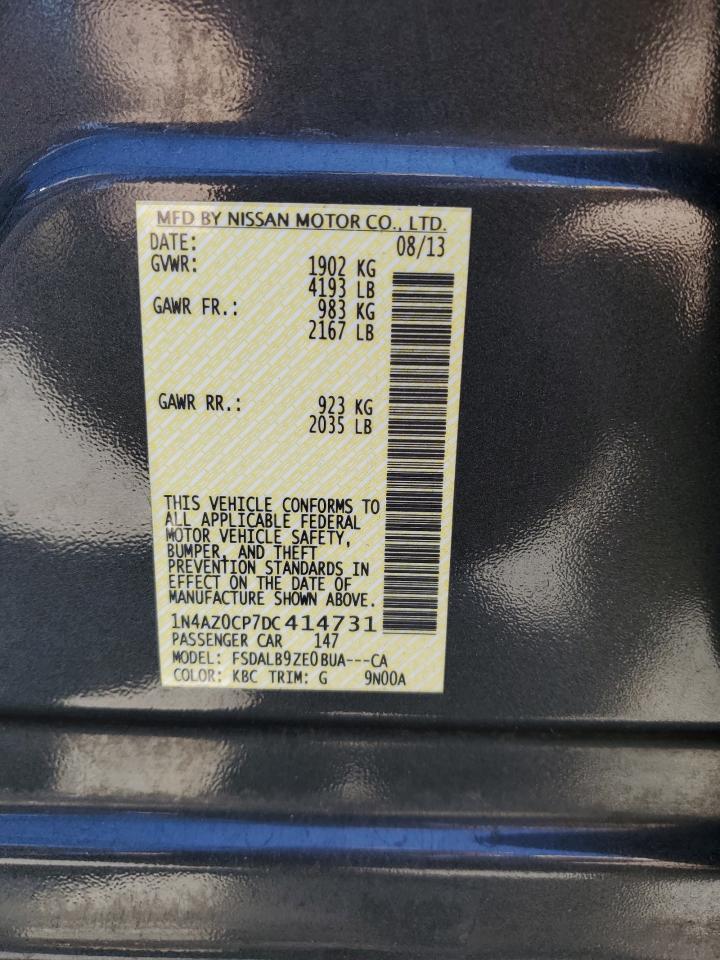 MFD BY NISSAN MOTOR CO., LTD.
DATE: 08/13
GVWR: 1902 KG
4193 LB
GAWR FR.: 983 KG
2167 LB
GAWR RR.: 923 KG
2035 LB
THIS VEHICLE CONFORMS TO
ALL APPLICABLE FEDERAL
MOTOR VEHICLE SAFETY,
BUMPER, AND THEFT
PREVENTION STANDARDS IN
EFFECT ON THE DATE OF
MANUFACTURE SHOWN ABOVE.
1N4AZ0CP7DC414731
PASSENGER CAR 147
MODEL: FSDALB9ZE0BUA---CA
COLOR: KBC TRIM: G 9N00A